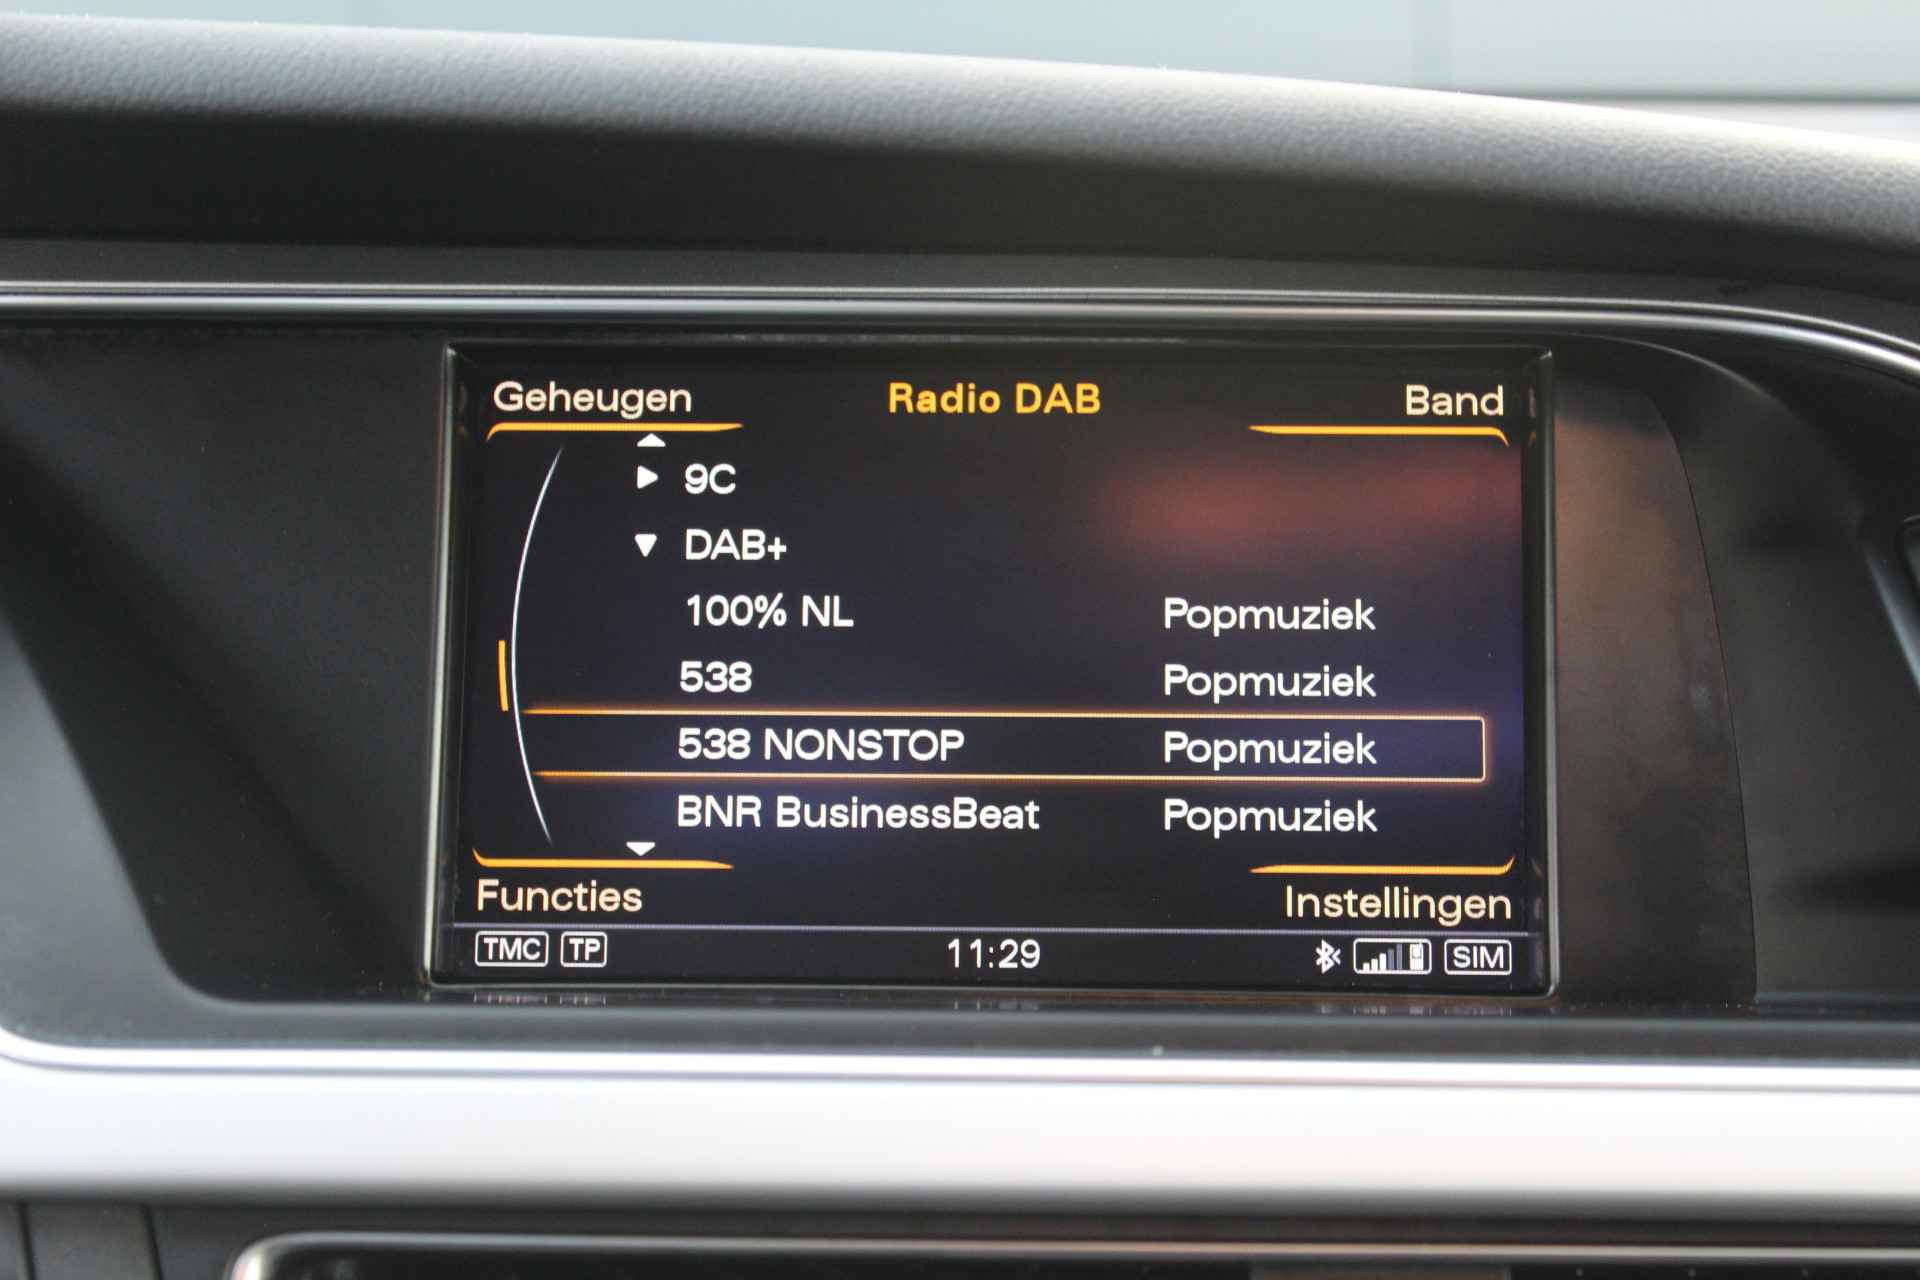 Geheugen Radio DAB Band
9C
DAB+
100% NL Popmuziek
538 Popmuziek
538 NONSTOP Popmuziek
BNR BusinessBeat Popmuziek
Functies Instellingen
TMC TP 11:29 SIM